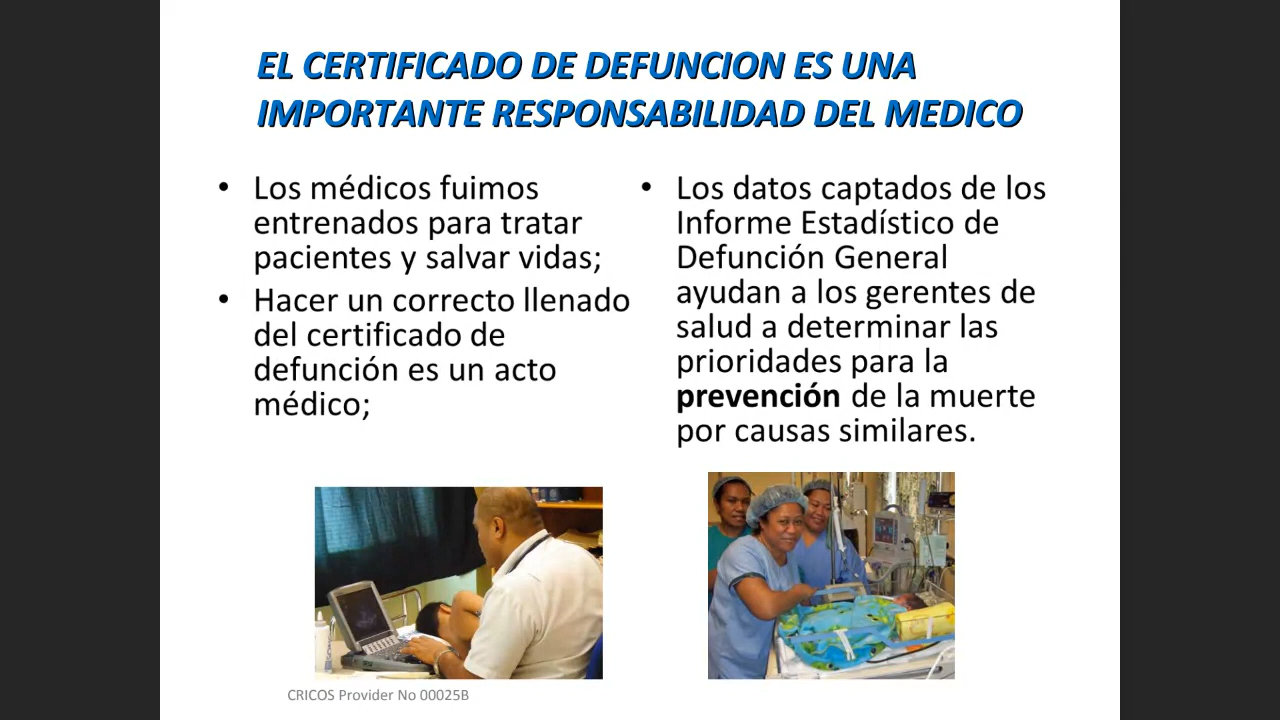 EL CERTIFICADO DE DEFUNCION ES UNA
IMPORTANTE RESPONSABILIDAD DEL MEDICO
• Los médicos fuimos
entrenados para tratar
pacientes y salvar vidas;
• Hacer un correcto llenado
del certificado de
defunción es un acto
médico;
• Los datos captados de los
Informe Estadístico de
Defunción General
ayudan a los gerentes de
salud a determinar las
prioridades para la
prevención de la muerte
por causas similares.
CRICOS Provider No 00025B